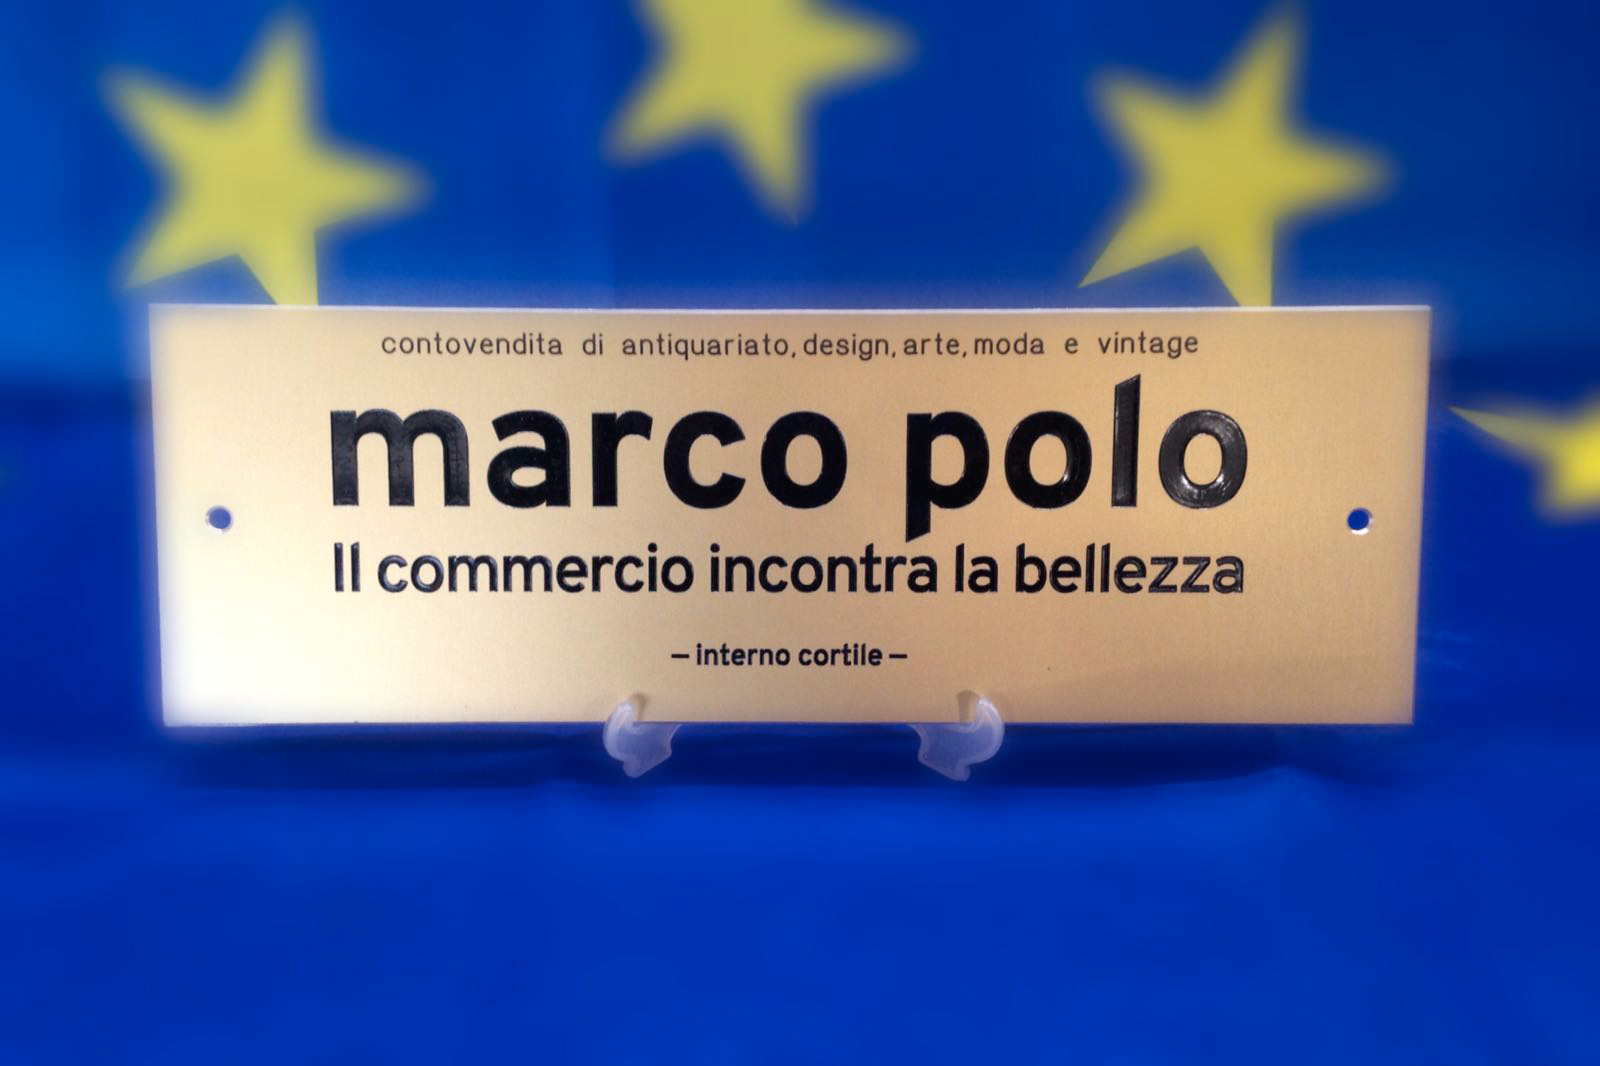 contovendita di antiquariato, design, arte, moda e vintage
marco polo
Il commercio incontra la bellezza
– interno cortile –